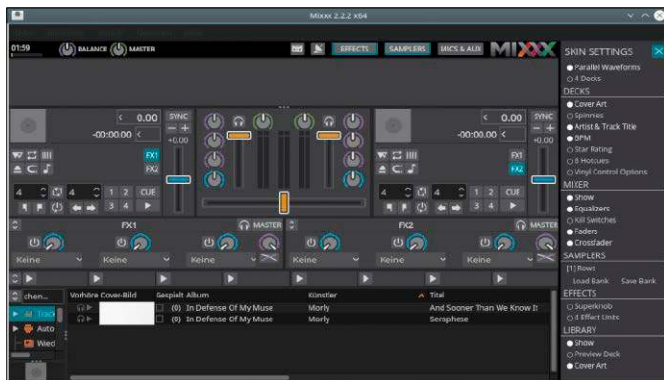 Mixxx 2.2.2 x64
01:59 BALANCE MASTER EFFECTS SAMPLERS MICS & AUX MIXXX
SKIN SETTINGS
Parallel Waveforms
4 Decks
DECKS
Cover Art
Spinnies
Artist & Track Title
BPM
Star Rating
8 Hotcues
Vinyl Control Options
MIXER
Show
Equalizers
Kill Switches
Faders
Crossfader
SAMPLERS
[1] Rows
Load Bank Save Bank
EFFECTS
Superknob
4 Effect Units
LIBRARY
Show
Preview Deck
Cover Art
0.00 SYNC
-00:00.00
+0.00
FX1
FX2
4 4 1 2 CUE
3 4
0.00 SYNC
-00:00.00
+0.00
FX1
FX2
4 4 1 2 CUE
3 4
FX1 MASTER FX2 MASTER
Keine Keine Keine Keine Keine Keine
chen... Vorhöre Cover-Bild Gespielt Album Künstler Titel
Track (0) In Defense Of My Muse Morly And Sooner Than We Know It
Auto (0) In Defense Of My Muse Morly Seraphese
Wied